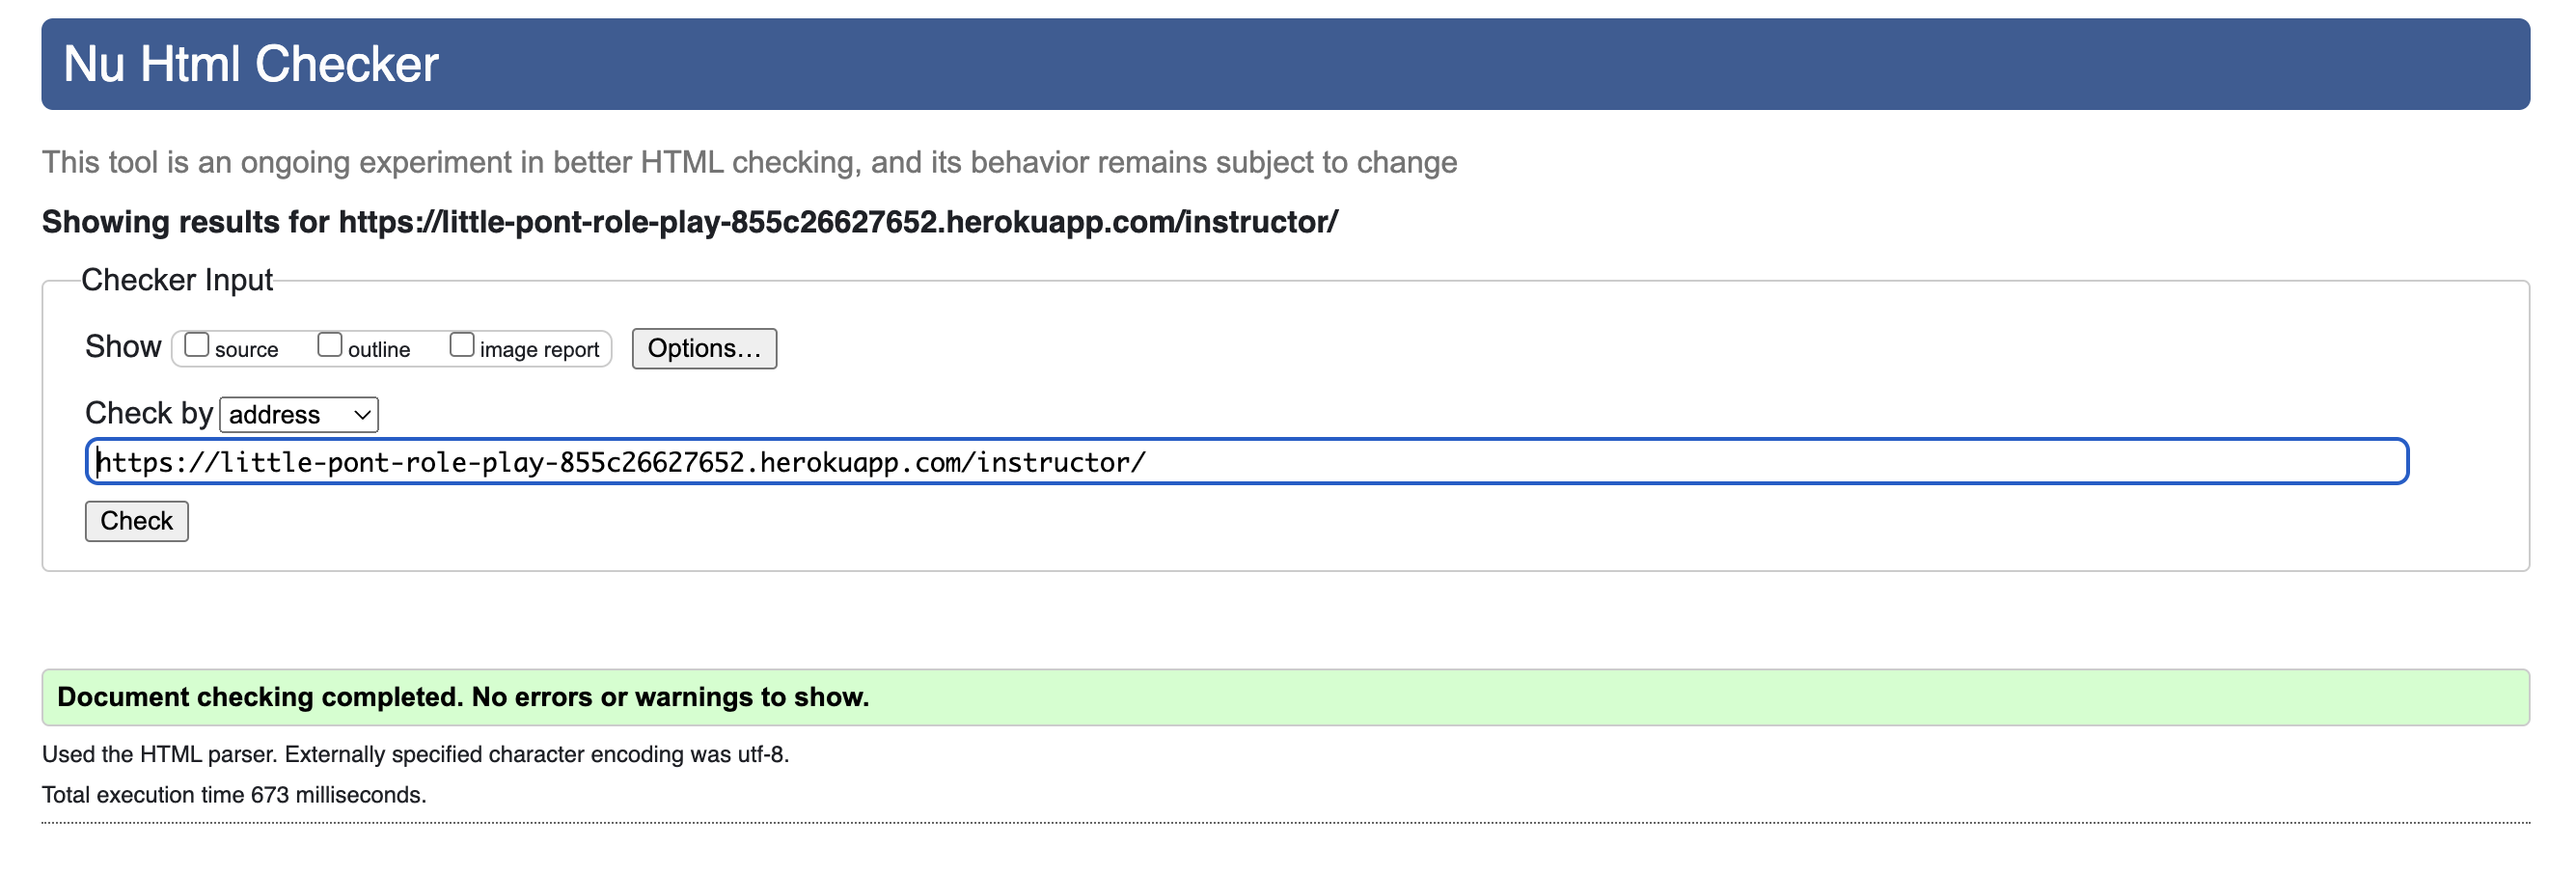 Nu Html Checker
This tool is an ongoing experiment in better HTML checking, and its behavior remains subject to change
Showing results for https://little-pont-role-play-855c26627652.herokuapp.com/instructor/
Checker Input
Show source outline image report Options…
Check by address
https://little-pont-role-play-855c26627652.herokuapp.com/instructor/
Check
Document checking completed. No errors or warnings to show.
Used the HTML parser. Externally specified character encoding was utf-8.
Total execution time 673 milliseconds.